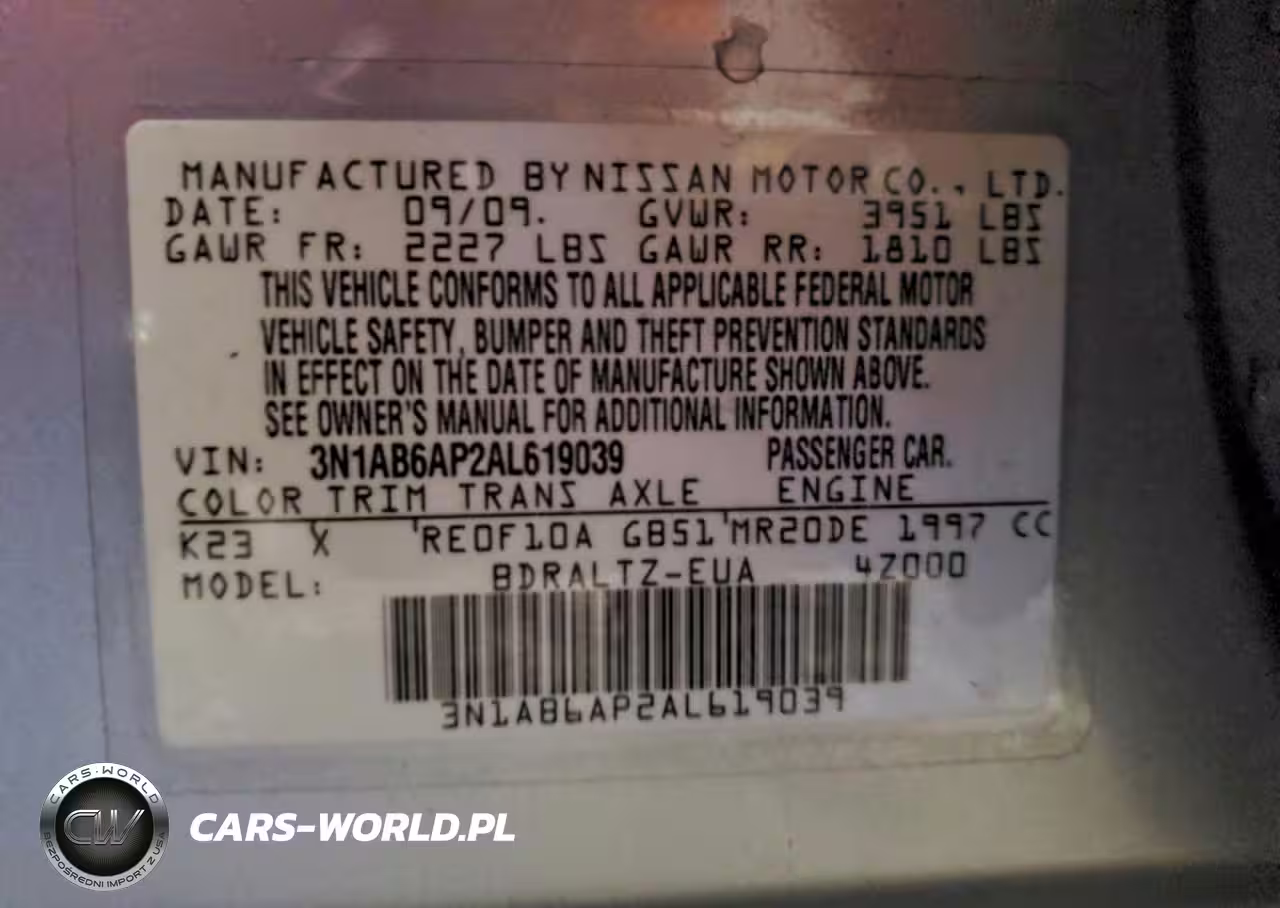 MANUFACTURED BY NISSAN MOTOR CO., LTD.
DATE: 09/09. GVWR: 3951 LBS
GAWR FR: 2227 LBS GAWR RR: 1810 LBS
THIS VEHICLE CONFORMS TO ALL APPLICABLE FEDERAL MOTOR
VEHICLE SAFETY, BUMPER AND THEFT PREVENTION STANDARDS
IN EFFECT ON THE DATE OF MANUFACTURE SHOWN ABOVE.
SEE OWNER'S MANUAL FOR ADDITIONAL INFORMATION.
VIN: 3N1AB6AP2AL619039 PASSENGER CAR.
COLOR TRIM TRANS AXLE ENGINE
K23 X 'RE0F10A GB51'MR20DE 1997 CC
MODEL: BDRALTZ-EUA 4Z000
3N1AB6AP2AL619039
CARS-WORLD
CW
BEZPOŚREDNI IMPORT Z USA
CARS-WORLD.PL